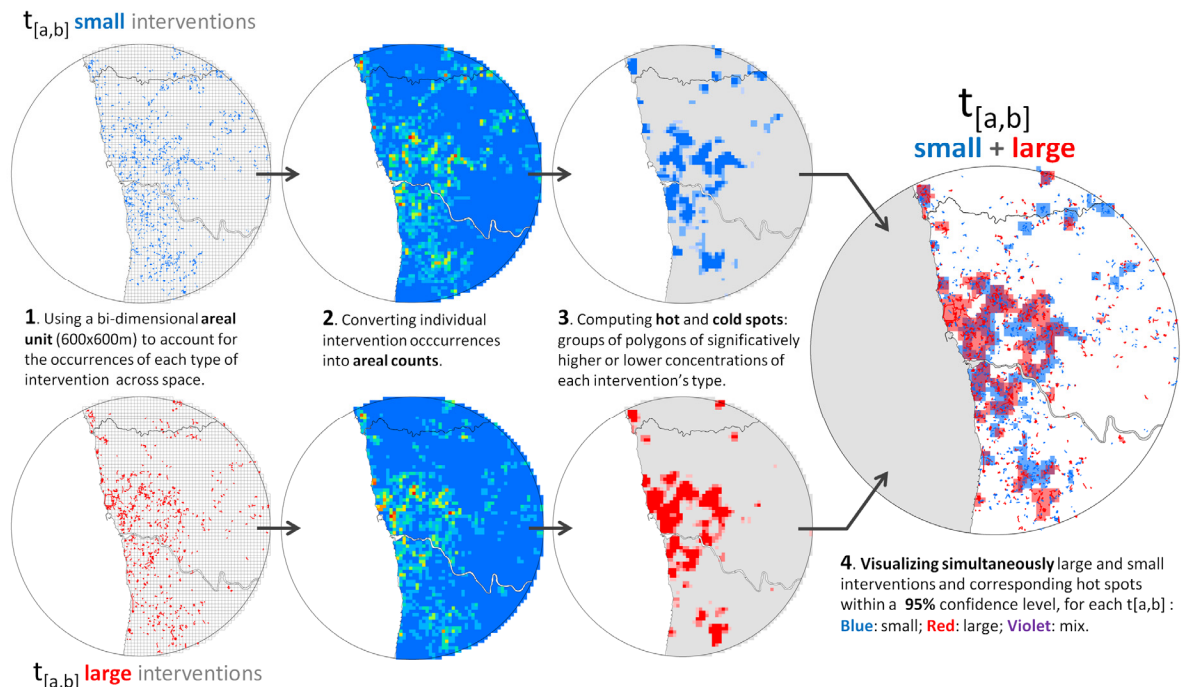 t[a,b] small interventions
t[a,b]
small + large
1. Using a bi-dimensional areal
unit (600x600m) to account for
the occurrences of each type of
intervention across space.
2. Converting individual
intervention occcurrences
into areal counts.
3. Computing hot and cold spots:
groups of polygons of significatively
higher or lower concentrations of
each intervention's type.
4. Visualizing simultaneously large and small
interventions and corresponding hot spots
within a 95% confidence level, for each t[a,b] :
Blue: small; Red: large; Violet: mix.
t[a,b] large interventions